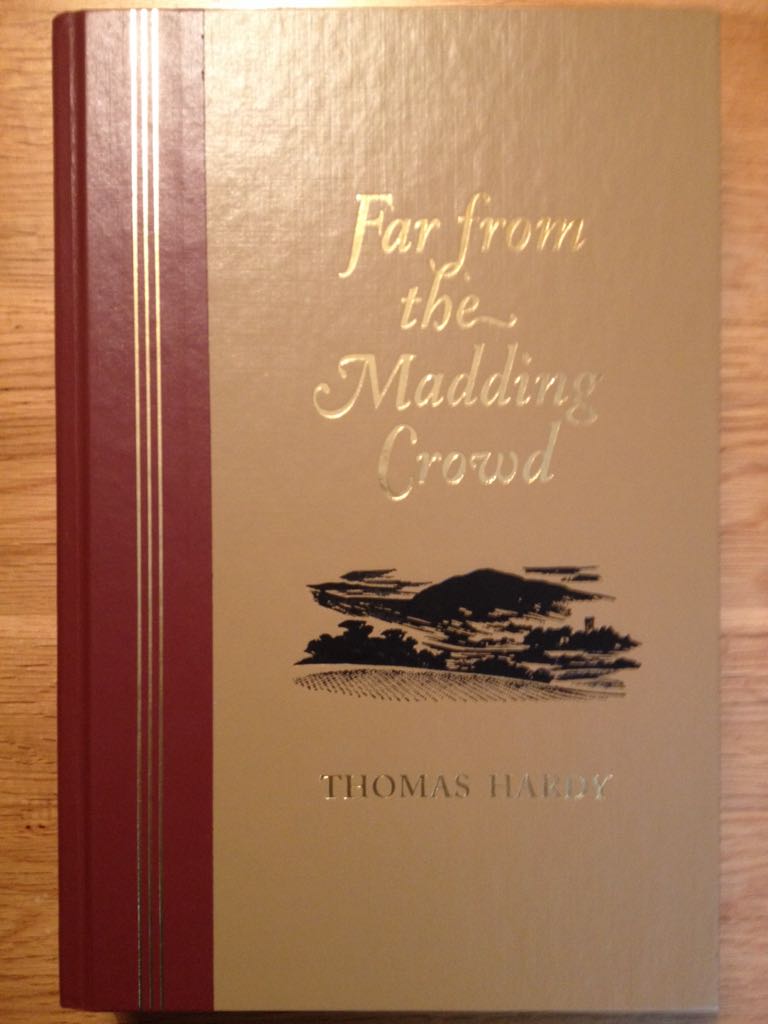 Far from
the
Madding
Crowd
THOMAS HARDY